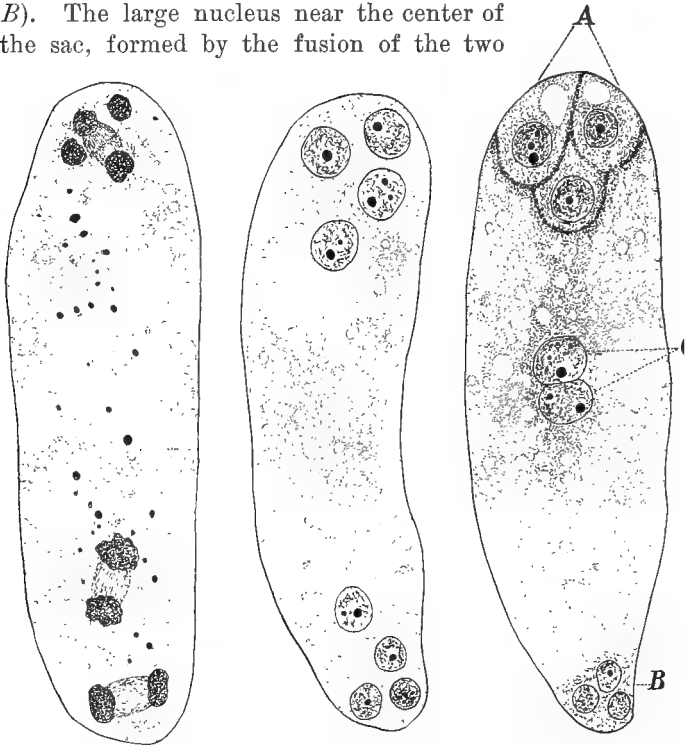 B). The large nucleus near the center of
the sac, formed by the fusion of the two
A
B